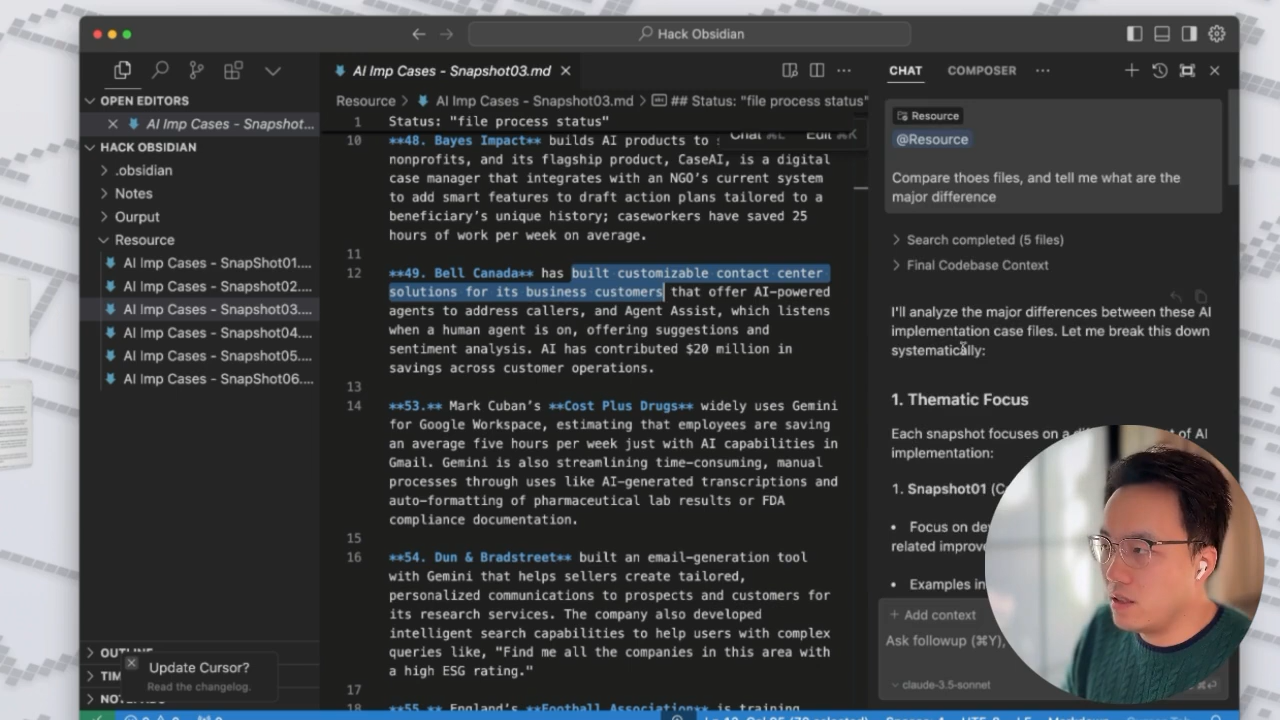 Hack Obsidian
OPEN EDITORS
AI Imp Cases - Snapshot...
HACK OBSIDIAN
.obsidian
Notes
Ourput
Resource
AI Imp Cases - SnapShot01....
AI Imp Cases - SnapShot02....
AI Imp Cases - SnapShot03....
AI Imp Cases - SnapShot04....
AI Imp Cases - SnapShot05....
AI Imp Cases - SnapShot06....
OUTLINE
TIM
Update Cursor?
Read the changelog.
AI Imp Cases - Snapshot03.md
Resource > AI Imp Cases - Snapshot03.md > ## Status: "file process status"
1 Status: "file process status"
Chat ⌘L Edit ⌘K
10 **48. Bayes Impact** builds AI products to
nonprofits, and its flagship product, CaseAI, is a digital
case manager that integrates with an NGO’s current system
to add smart features to draft action plans tailored to a
beneficiary’s unique history; caseworkers have saved 25
hours of work per week on average.
11
12 **49. Bell Canada** has built customizable contact center
solutions for its business customers that offer AI-powered
agents to address callers, and Agent Assist, which listens
when a human agent is on, offering suggestions and
sentiment analysis. AI has contributed $20 million in
savings across customer operations.
13
14 **53.** Mark Cuban’s **Cost Plus Drugs** widely uses Gemini
for Google Workspace, estimating that employees are saving
an average five hours per week just with AI capabilities in
Gmail. Gemini is also streamlining time-consuming, manual
processes through uses like AI-generated transcriptions and
auto-formatting of pharmaceutical lab results or FDA
compliance documentation.
15
16 **54. Dun & Bradstreet** built an email-generation tool
with Gemini that helps sellers create tailored,
personalized communications to prospects and customers for
its research services. The company also developed
intelligent search capabilities to help users with complex
queries like, "Find me all the companies in this area with
a high ESG rating."
17
**55. England’s **Football Association** is training
CHAT COMPOSER
Resource
@Resource
Compare thoes files, and tell me what are the
major difference
Search completed (5 files)
Final Codebase Context
I'll analyze the major differences between these AI
implementation case files. Let me break this down
systematically:
1. Thematic Focus
Each snapshot focuses on a of AI
implementation:
1. Snapshot01
• Focus on
related
• Examples
+ Add context
Ask followup (⌘Y),
claude-3.5-sonnet